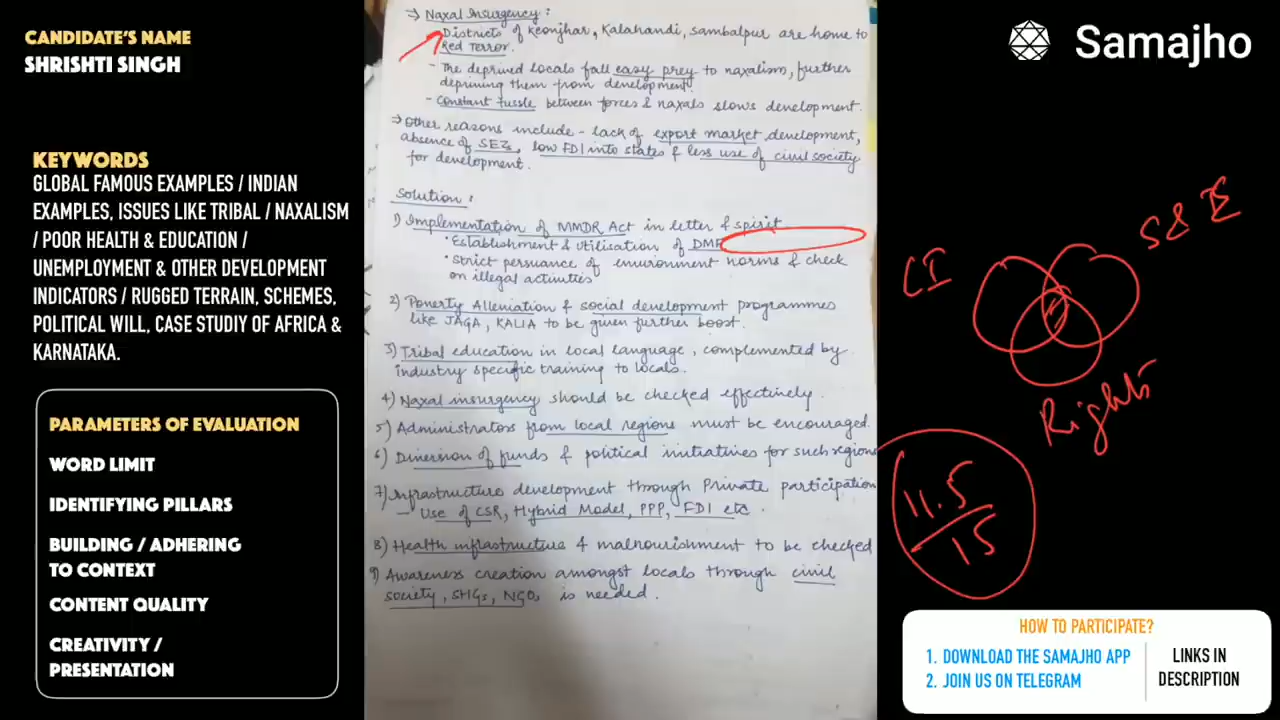 CANDIDATE'S NAME
SHRISHTI SINGH
KEYWORDS
GLOBAL FAMOUS EXAMPLES / INDIAN
EXAMPLES, ISSUES LIKE TRIBAL / NAXALISM
/ POOR HEALTH & EDUCATION /
UNEMPLOYMENT & OTHER DEVELOPMENT
INDICATORS / RUGGED TERRAIN, SCHEMES,
POLITICAL WILL, CASE STUDIY OF AFRICA &
KARNATAKA.
PARAMETERS OF EVALUATION
WORD LIMIT
IDENTIFYING PILLARS
BUILDING / ADHERING
TO CONTEXT
CONTENT QUALITY
CREATIVITY /
PRESENTATION
→ Naxal Insurgency :
Districts of Keonjhar, Kalahandi, Sambalpur are home to
Red Terror.
- The deprived locals fall easy prey to naxalism, further
depriving them from development.
- Constant tussle between forces & naxals slows development.
→ Other reasons include - lack of export market development,
absence of SEZs, low FDI into states & less use of civil society
for development.
Solution :
1) Implementation of MMDR Act in letter & spirit
• Establishment & Utilisation of DMF
• Strict persuance of environment norms & check
on illegal activities
2) Poverty Alleviation & social development programmes
like JAGA, KALIA to be given further boost.
3) Tribal education in local language, complemented by
industry specific training to locals.
4) Naxal insurgency should be checked effectively.
5) Administrators from local regions must be encouraged.
6) Diversion of funds & political initiatives for such regions
7) Infrastructure development through Private participation
- Use of CSR, Hybrid Model, PPP, FDI etc.
8) Health infrastructure & malnourishment to be checked
9) Awareness creation amongst locals through civil
society, SHGs, NGOs is needed.
Samajho
CI
S&E
Rights
11.5
15
HOW TO PARTICIPATE?
1. DOWNLOAD THE SAMAJHO APP
2. JOIN US ON TELEGRAM
LINKS IN
DESCRIPTION